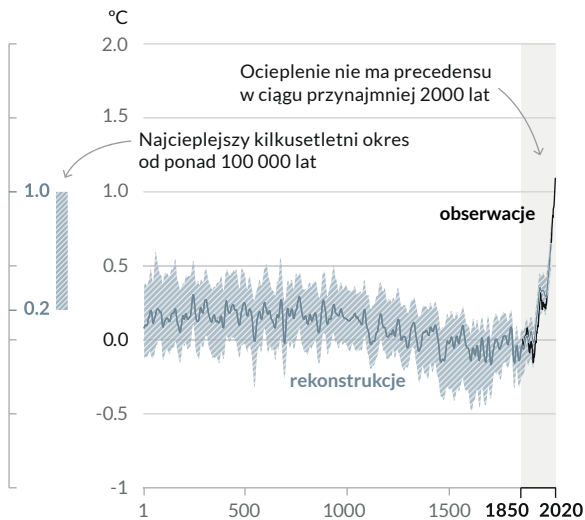 ºC
2.0
Ocieplenie nie ma precedensu
w ciągu przynajmniej 2000 lat
1.5
Najcieplejszy kilkusetletni okres
od ponad 100 000 lat
1.0
1.0
obserwacje
0.5
0.2
0.0
rekonstrukcje
-0.5
-1
1 500 1000 1500 1850 2020